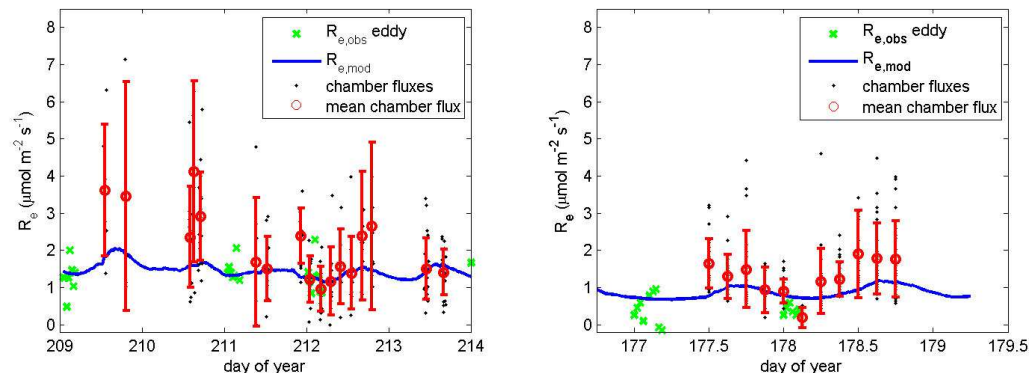 8
7
6
5
4
3
2
1
0
R_e (μmol m⁻² s⁻¹)
209 210 211 212 213 214
day of year
R_e,obs eddy
R_e,mod
chamber fluxes
mean chamber flux
8
7
6
5
4
3
2
1
0
R_e (μmol m⁻² s⁻¹)
177 177.5 178 178.5 179 179.5
day of year
R_e,obs eddy
R_e,mod
chamber fluxes
mean chamber flux